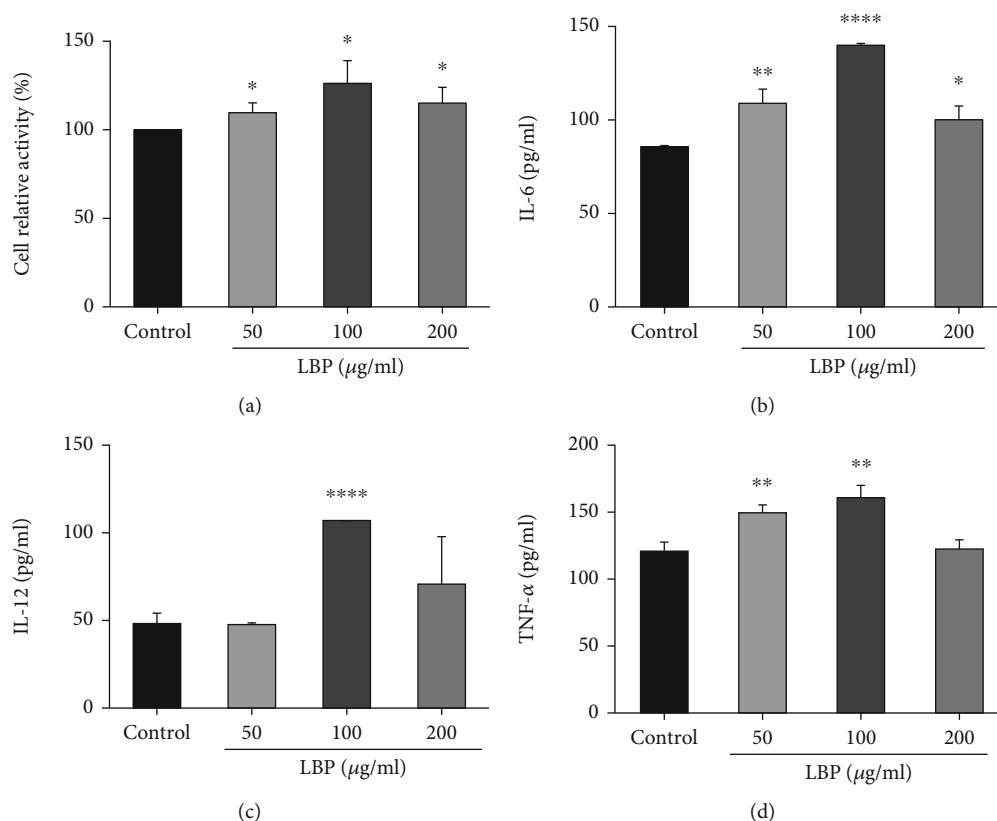 150
100
50
0
Cell relative activity (%)
*
*
*
Control
50
100
200
LBP (μg/ml)
(a)
150
100
50
0
IL-6 (pg/ml)
**
****
*
Control
50
100
200
LBP (μg/ml)
(b)
150
100
50
0
IL-12 (pg/ml)
****
Control
50
100
200
LBP (μg/ml)
(c)
200
150
100
50
0
TNF-α (pg/ml)
**
**
Control
50
100
200
LBP (μg/ml)
(d)